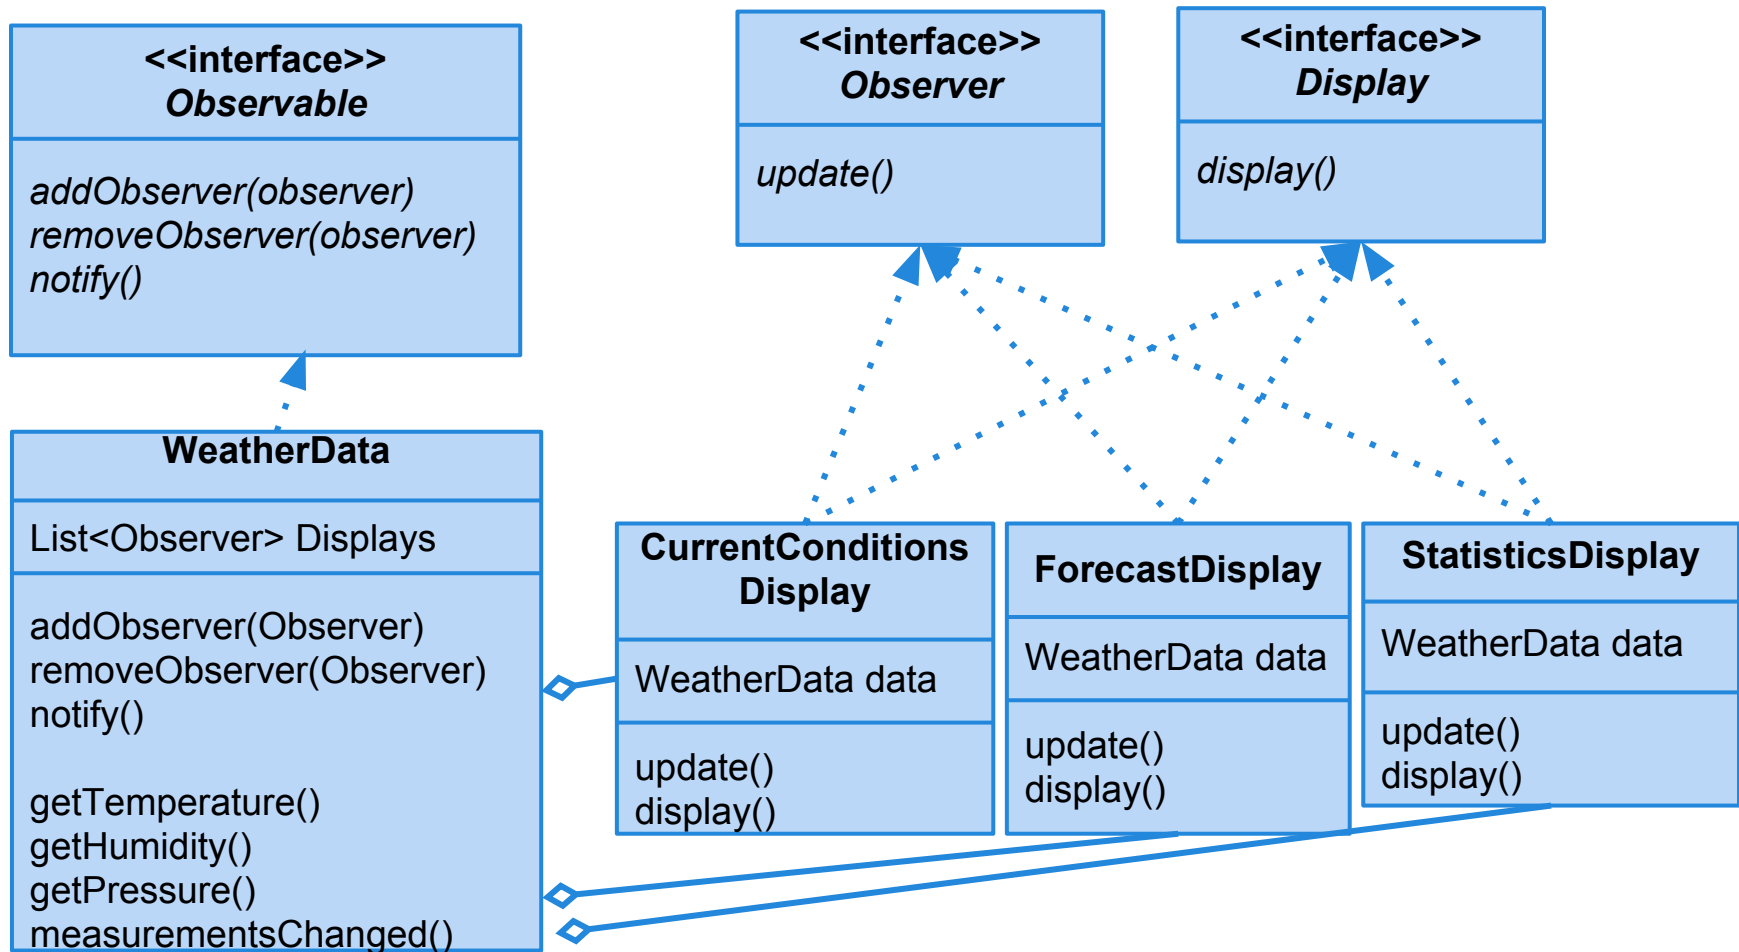 <<interface>>
Observable
addObserver(observer)
removeObserver(observer)
notify()
<<interface>>
Observer
update()
<<interface>>
Display
display()
WeatherData
List<Observer> Displays
addObserver(Observer)
removeObserver(Observer)
notify()
getTemperature()
getHumidity()
getPressure()
measurementsChanged()
CurrentConditions
Display
WeatherData data
update()
display()
ForecastDisplay
WeatherData data
update()
display()
StatisticsDisplay
WeatherData data
update()
display()